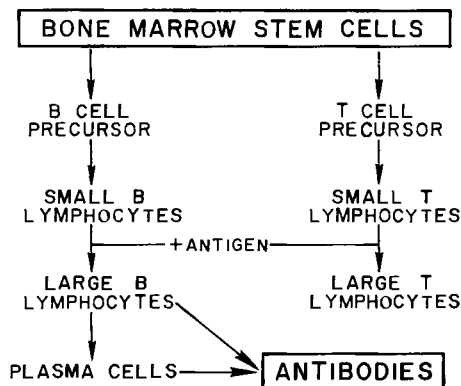 BONE MARROW STEM CELLS
B CELL
PRECURSOR
T CELL
PRECURSOR
SMALL B
LYMPHOCYTES
SMALL T
LYMPHOCYTES
+ANTIGEN
LARGE B
LYMPHOCYTES
LARGE T
LYMPHOCYTES
PLASMA CELLS
ANTIBODIES